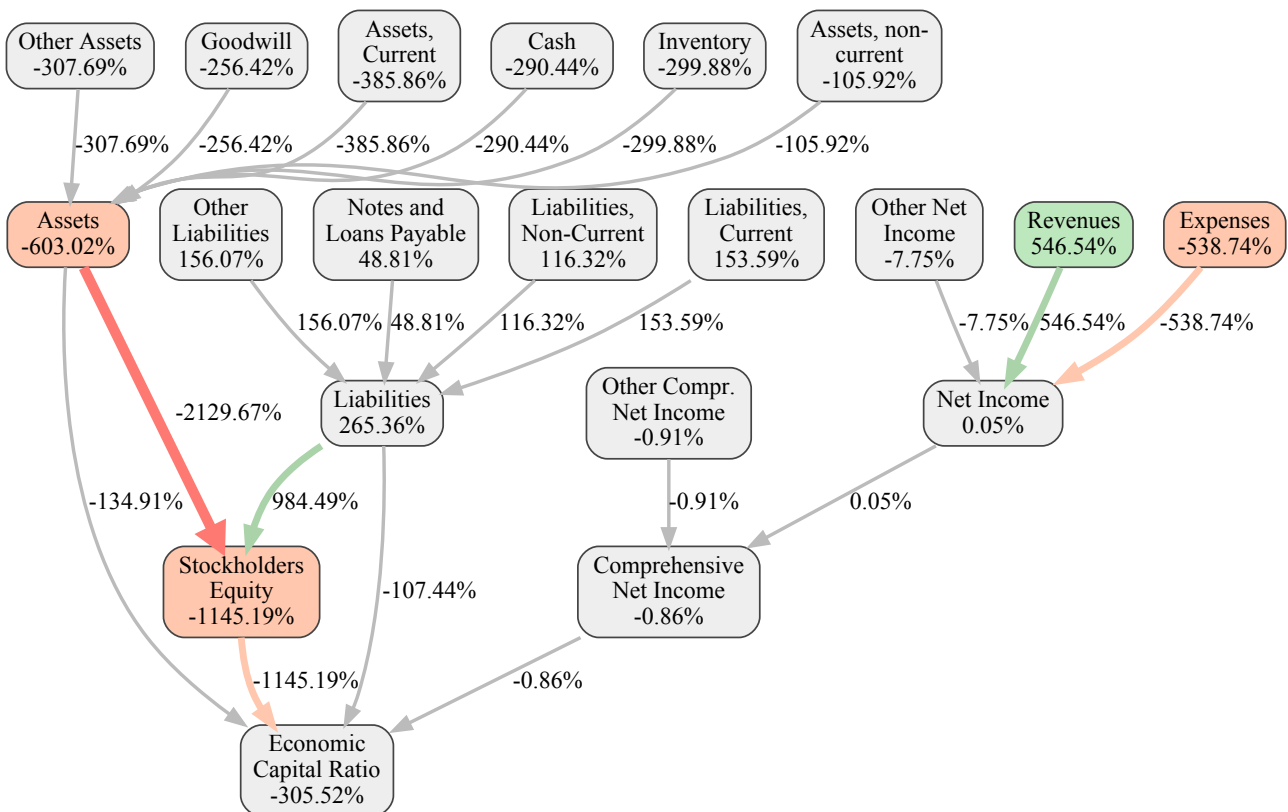 Other Assets
-307.69%
Goodwill
-256.42%
Assets,
Current
-385.86%
Cash
-290.44%
Inventory
-299.88%
Assets, non-
current
-105.92%
-307.69%
-256.42%
-385.86%
-290.44%
-299.88%
-105.92%
Assets
-603.02%
Other
Liabilities
156.07%
Notes and
Loans Payable
48.81%
Liabilities,
Non-Current
116.32%
Liabilities,
Current
153.59%
Other Net
Income
-7.75%
Revenues
546.54%
Expenses
-538.74%
156.07%
48.81%
116.32%
153.59%
-7.75%
546.54%
-538.74%
-2129.67%
Liabilities
265.36%
Other Compr.
Net Income
-0.91%
Net Income
0.05%
-134.91%
984.49%
-0.91%
0.05%
Stockholders
Equity
-1145.19%
-107.44%
Comprehensive
Net Income
-0.86%
-1145.19%
-0.86%
Economic
Capital Ratio
-305.52%